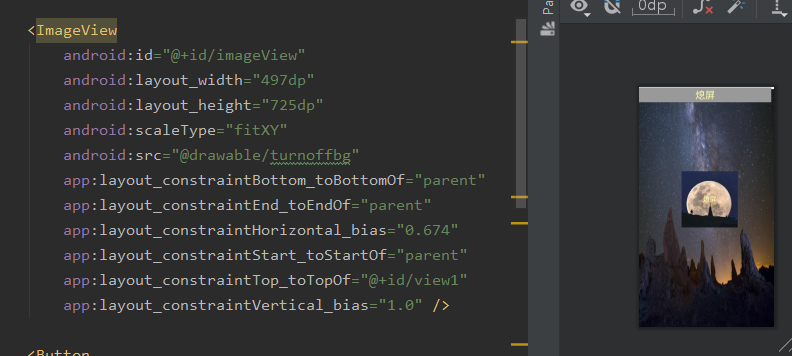 <ImageView
android:id="@+id/imageView"
android:layout_width="497dp"
android:layout_height="725dp"
android:scaleType="fitXY"
android:src="@drawable/turnoffbg"
app:layout_constraintBottom_toBottomOf="parent"
app:layout_constraintEnd_toEndOf="parent"
app:layout_constraintHorizontal_bias="0.674"
app:layout_constraintStart_toStartOf="parent"
app:layout_constraintTop_toTopOf="@+id/view1"
app:layout_constraintVertical_bias="1.0" />
<Button
Pa
0dp
熄屏